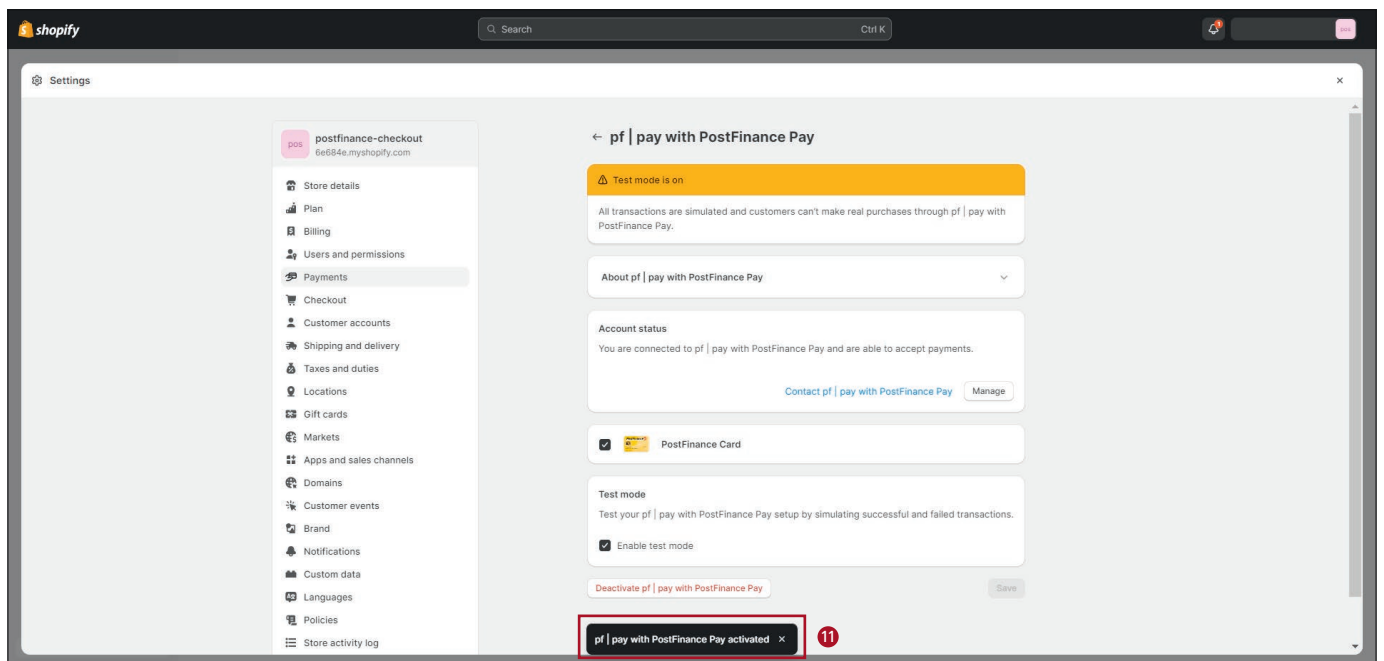 shopify
Search
Ctrl K
1
pos
Settings
pos
postfinance-checkout
6e684e.myshopify.com
Store details
Plan
Billing
Users and permissions
Payments
Checkout
Customer accounts
Shipping and delivery
Taxes and duties
Locations
Gift cards
Markets
Apps and sales channels
Domains
Customer events
Brand
Notifications
Custom data
Languages
Policies
Store activity log
← pf | pay with PostFinance Pay
Test mode is on
All transactions are simulated and customers can't make real purchases through pf | pay with
PostFinance Pay.
About pf | pay with PostFinance Pay
Account status
You are connected to pf | pay with PostFinance Pay and are able to accept payments.
Contact pf | pay with PostFinance Pay
Manage
PostFinance Card
Test mode
Test your pf | pay with PostFinance Pay setup by simulating successful and failed transactions.
Enable test mode
Deactivate pf | pay with PostFinance Pay
Save
pf | pay with PostFinance Pay activated ×
11